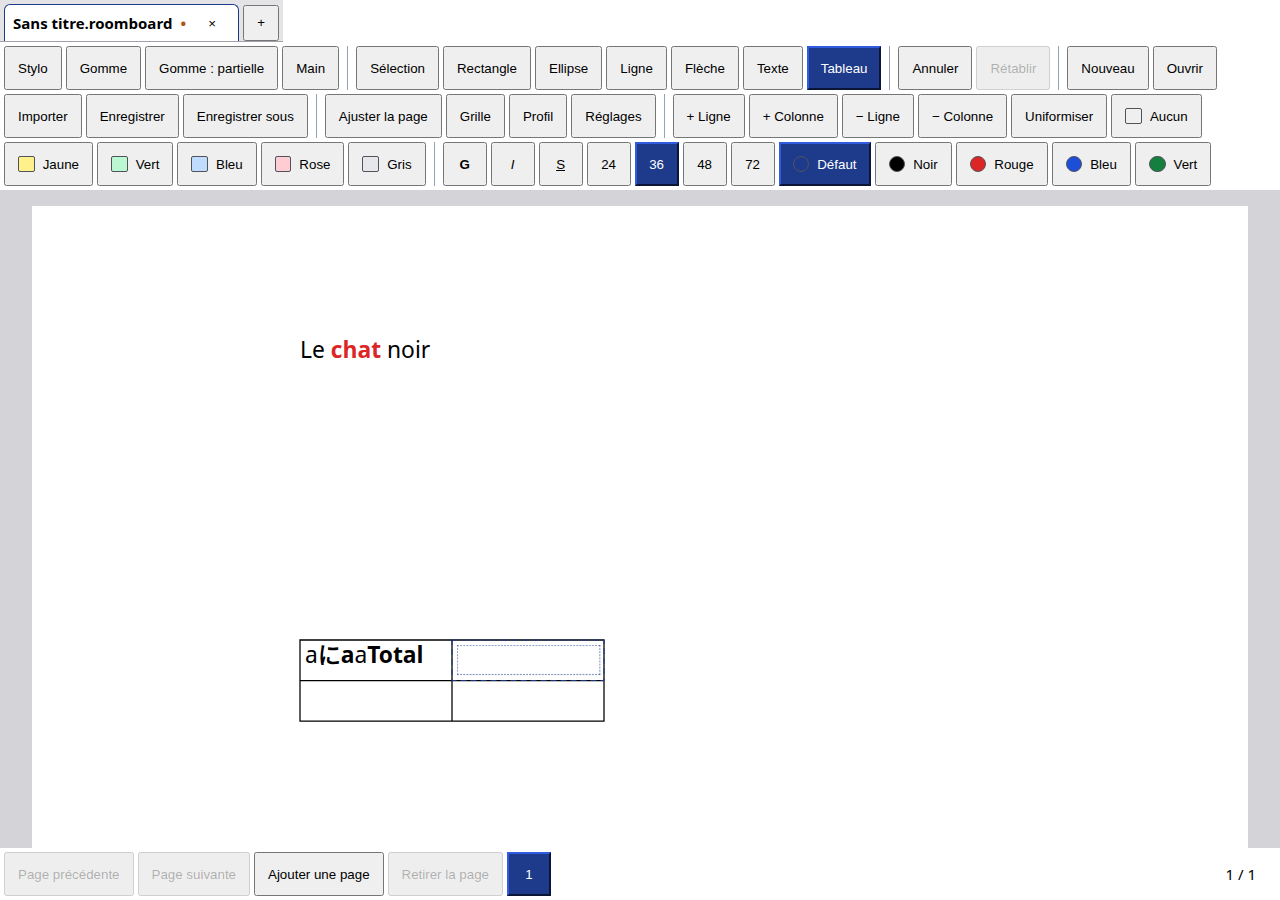 Sans titre.roomboard • × +
Stylo Gomme Gomme : partielle Main Sélection Rectangle Ellipse Ligne Flèche Texte Tableau Annuler Rétablir Nouveau Ouvrir
Importer Enregistrer Enregistrer sous Ajuster la page Grille Profil Réglages + Ligne + Colonne − Ligne − Colonne Uniformiser Aucun
Jaune Vert Bleu Rose Gris G I S 24 36 48 72 Défaut Noir Rouge Bleu Vert
Le chat noir
aにaaTotal
Page précédente Page suivante Ajouter une page Retirer la page 1 1 / 1